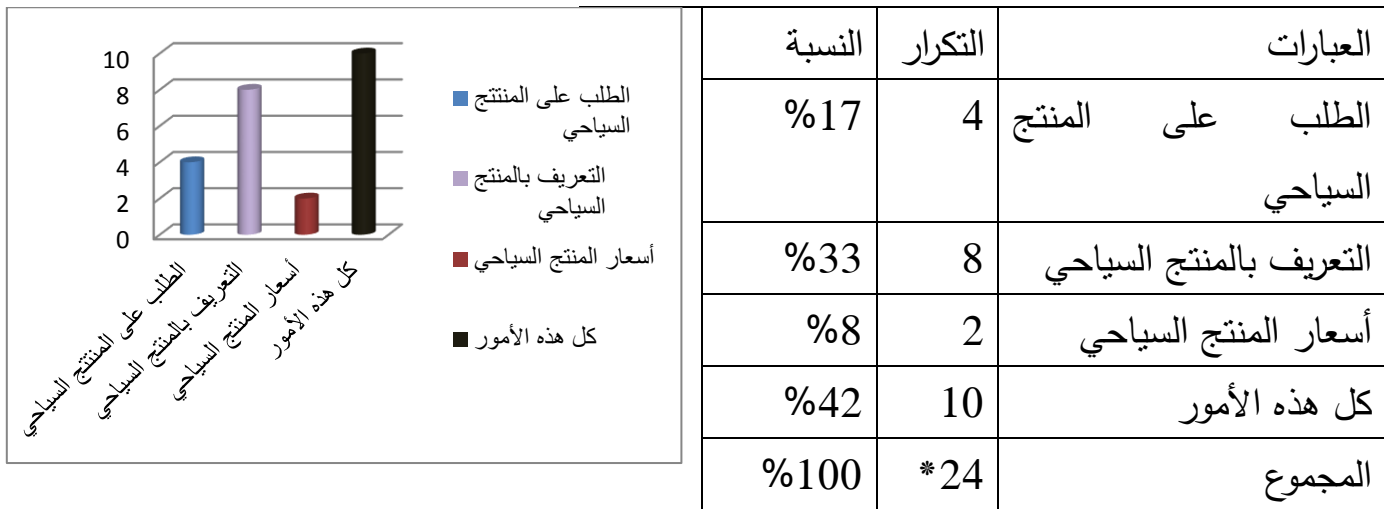 العبارات التكرار النسبة
الطلب على المنتج 4 %17
السياحي
التعريف بالمنتج السياحي 8 %33
أسعار المنتج السياحي 2 %8
كل هذه الأمور 10 %42
المجموع *24 %100
10
8
6
4
2
0
الطلب على المنتتج السياحي
التعريف بالمنتج السياحي
أسعار المنتج السياحي
كل هذه الأمور
الطلب على المنتتج
السياحي
التعريف بالمنتج
السياحي
أسعار المنتج السياحي
كل هذه الأمور